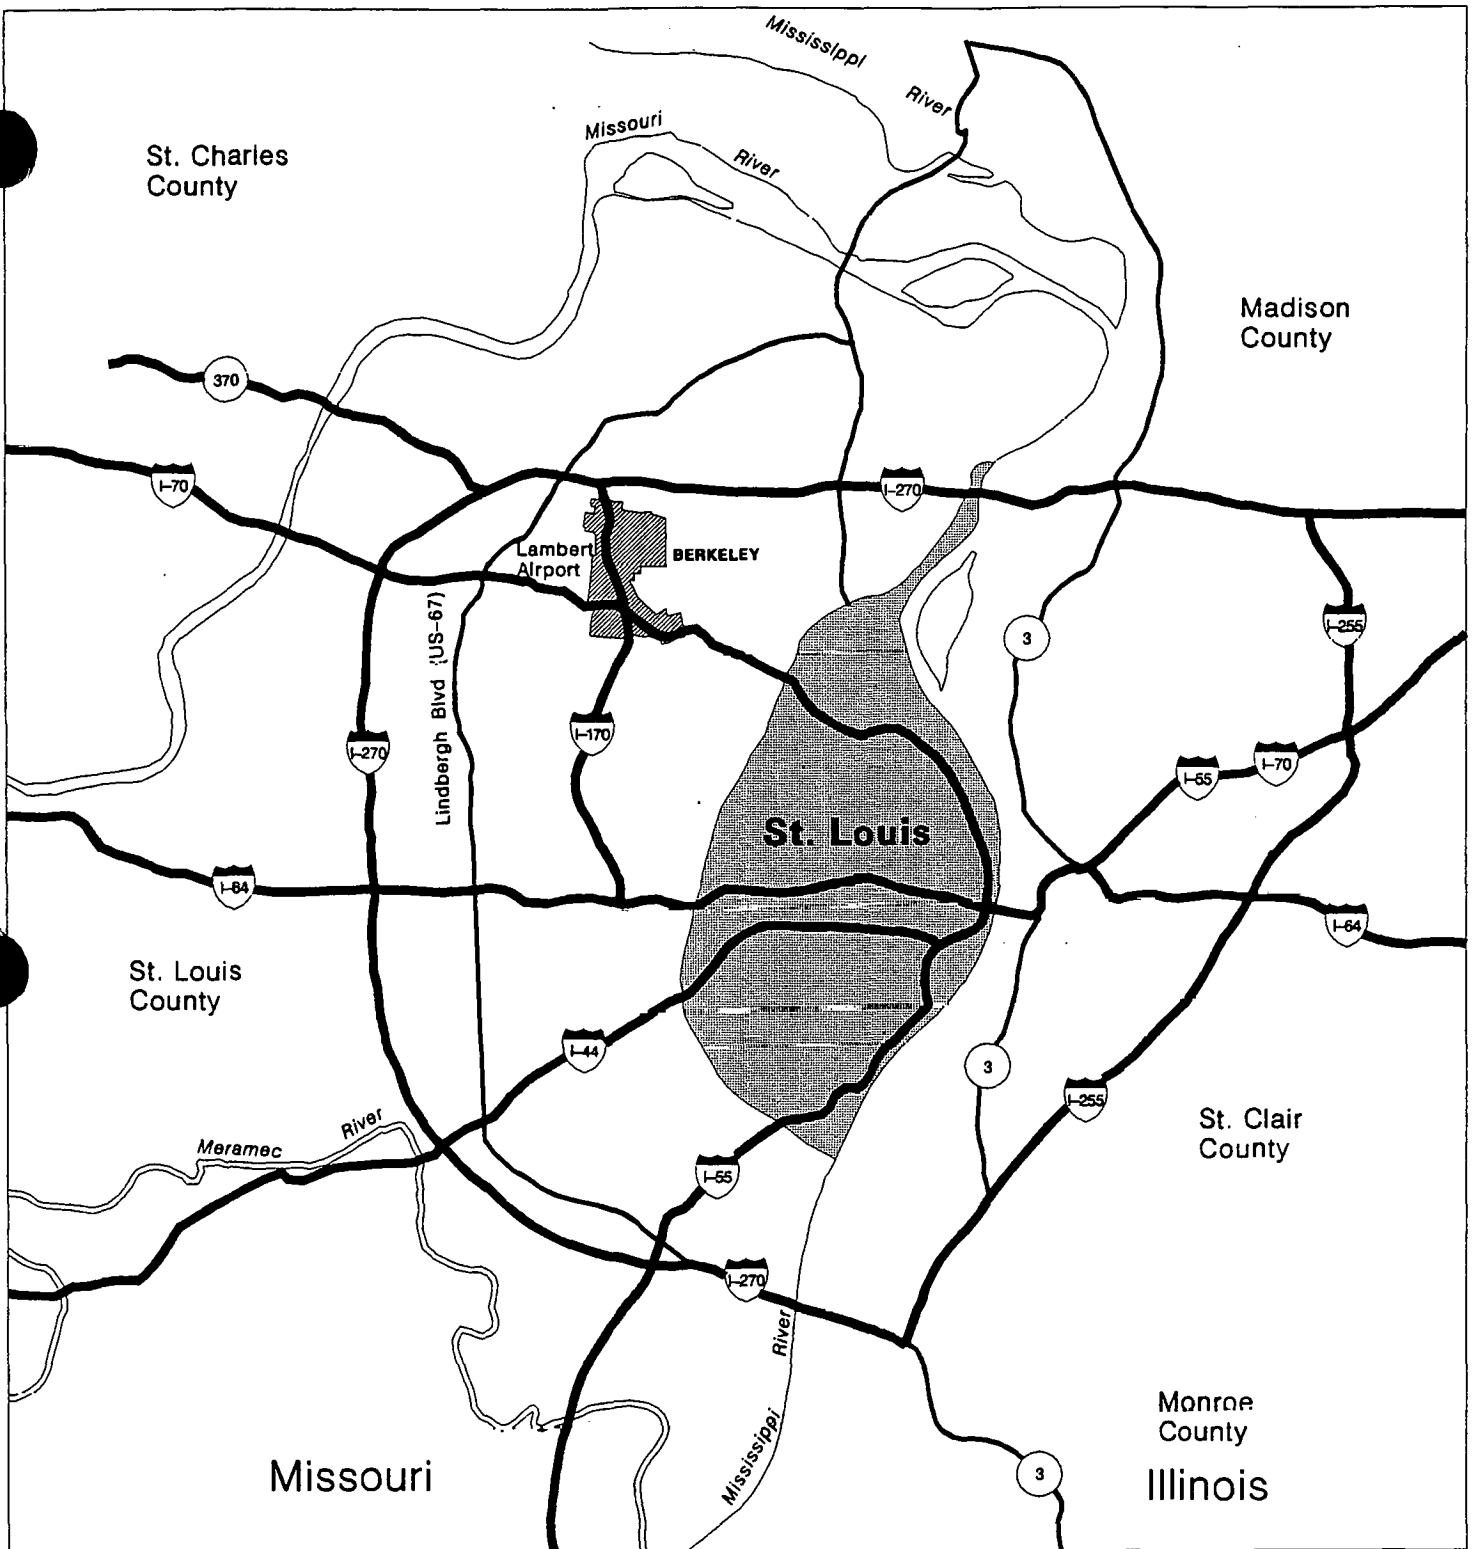 Mississippi
River
Missouri
River
St. Charles
County
Madison
County
370
I-70
I-270
Lambert
Airport
BERKELEY
I-255
3
Lindbergh Blvd (US-67)
I-270
I-170
I-55
I-70
St. Louis
I-64
I-64
St. Louis
County
I-44
3
I-255
River
Meramec
St. Clair
County
I-55
I-270
River
Mississippi
Monroe
County
3
Missouri
Illinois